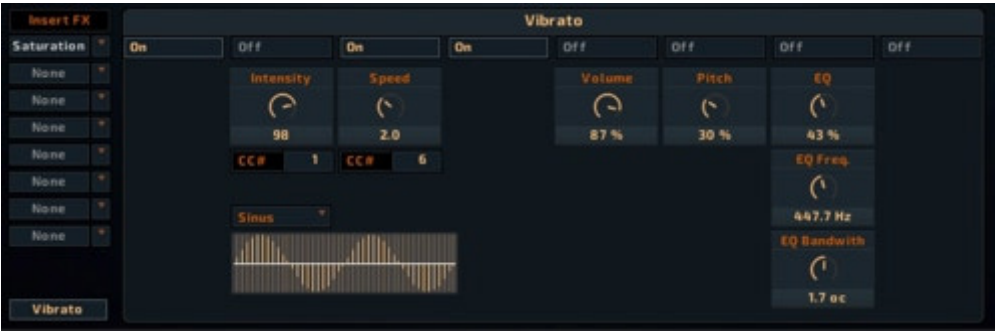 Insert FX
Vibrato
Saturation
On Off On On Off Off Off Off
None
None
None
None
None
None
None
Intensity Speed Volume Pitch EQ
98 2.0 87 % 30 % 43 %
CC# 1 CC# 6
EQ Freq.
447.7 Hz
Sinus
EQ Bandwith
1.7 oc
Vibrato